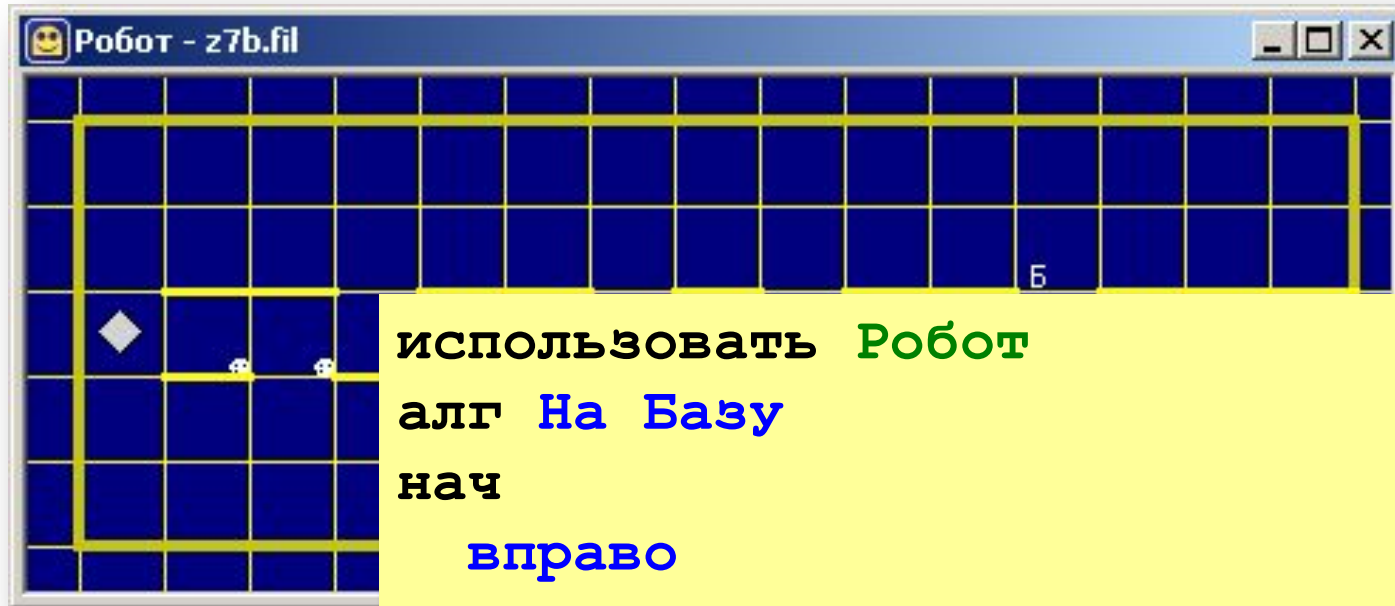 Робот - z7b.fil
Б
использовать Робот
алг На Базу
нач
вправо